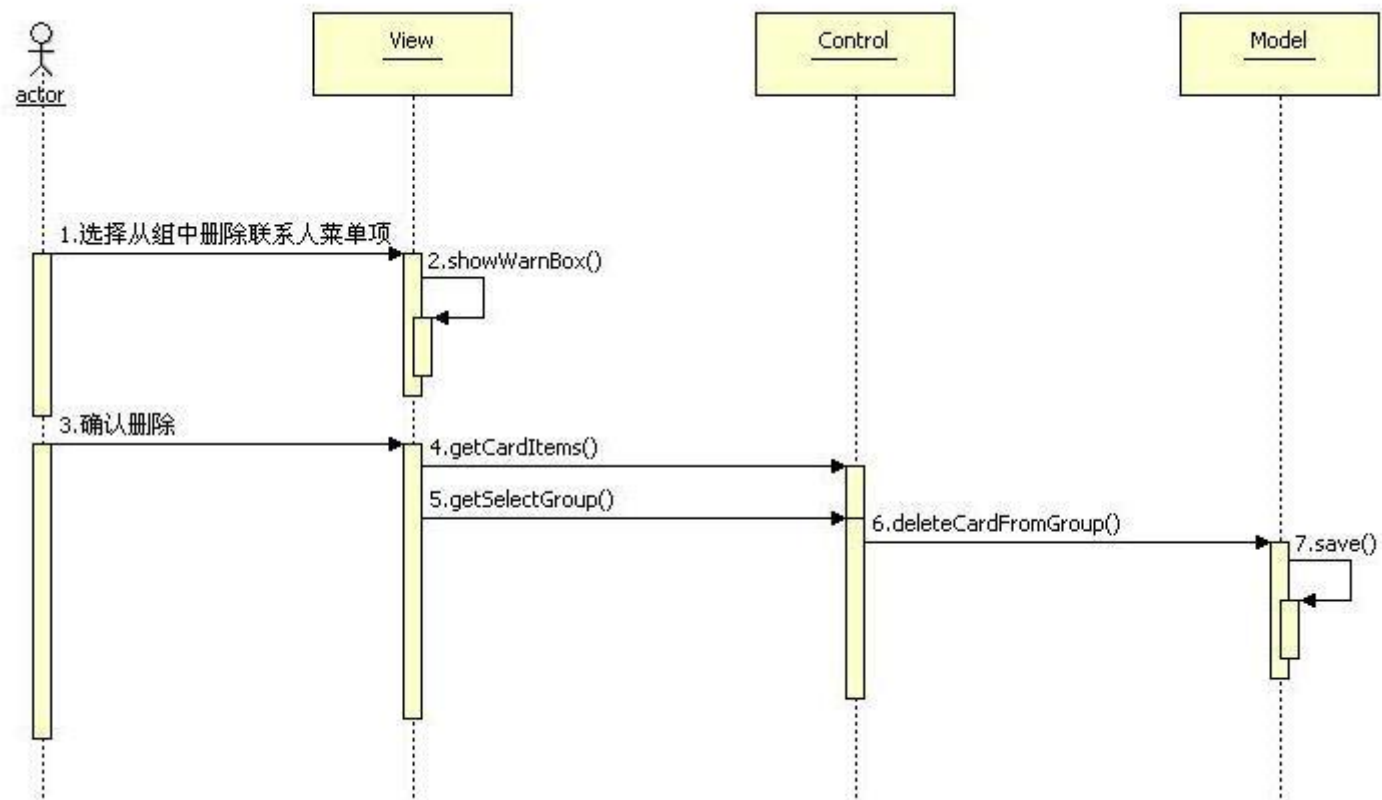 View
Control
Model
actor
1.选择从组中删除联系人菜单项
2.showWarnBox()
3.确认删除
4.getCardItems()
5.getSelectGroup()
6.deleteCardFromGroup()
7.save()